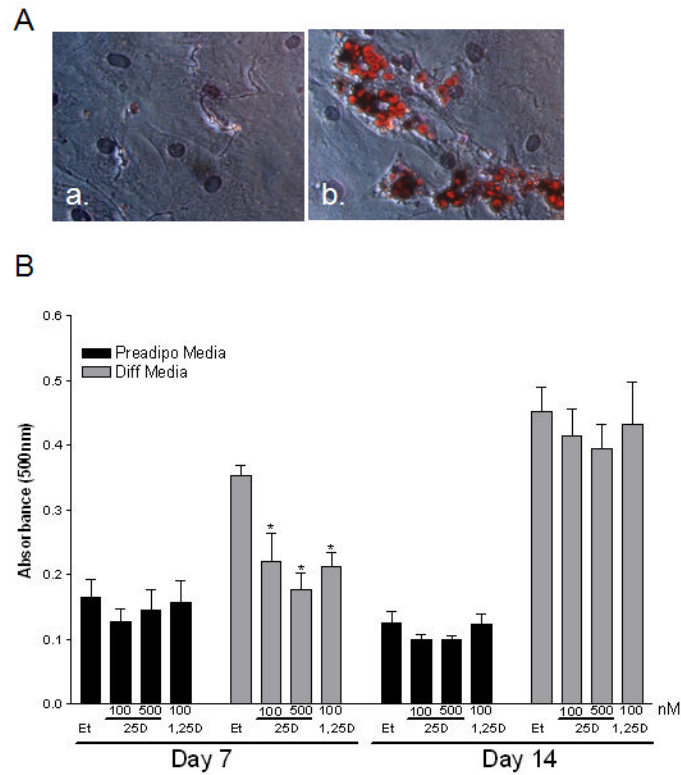 A
a.
b.
B
0.6
0.5
0.4
0.3
0.2
0.1
0.0
Absorbance (500nm)
Preadipo Media
Diff Media
*
*
*
100 500 100 100 500 100 100 500 100 100 500 100 nM
Et 25D 1,25D Et 25D 1,25D Et 25D 1,25D Et 25D 1,25D
Day 7 Day 14